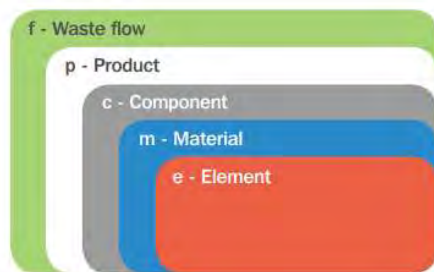 f - Waste flow
p - Product
c - Component
m - Material
e - Element